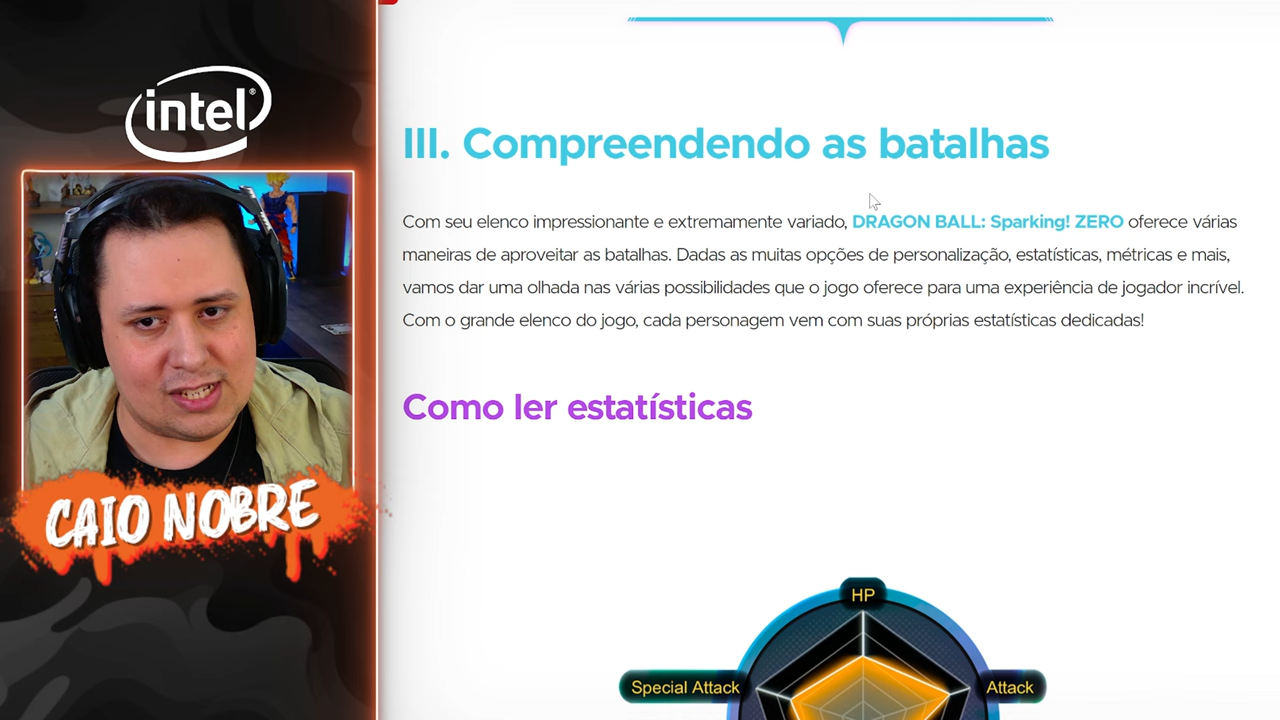 intel®
CAIO NOBRE
III. Compreendendo as batalhas
Com seu elenco impressionante e extremamente variado, DRAGON BALL: Sparking! ZERO oferece várias
maneiras de aproveitar as batalhas. Dadas as muitas opções de personalização, estatísticas, métricas e mais,
vamos dar uma olhada nas várias possibilidades que o jogo oferece para uma experiência de jogador incrível.
Com o grande elenco do jogo, cada personagem vem com suas próprias estatísticas dedicadas!
Como ler estatísticas
HP
Special Attack
Attack